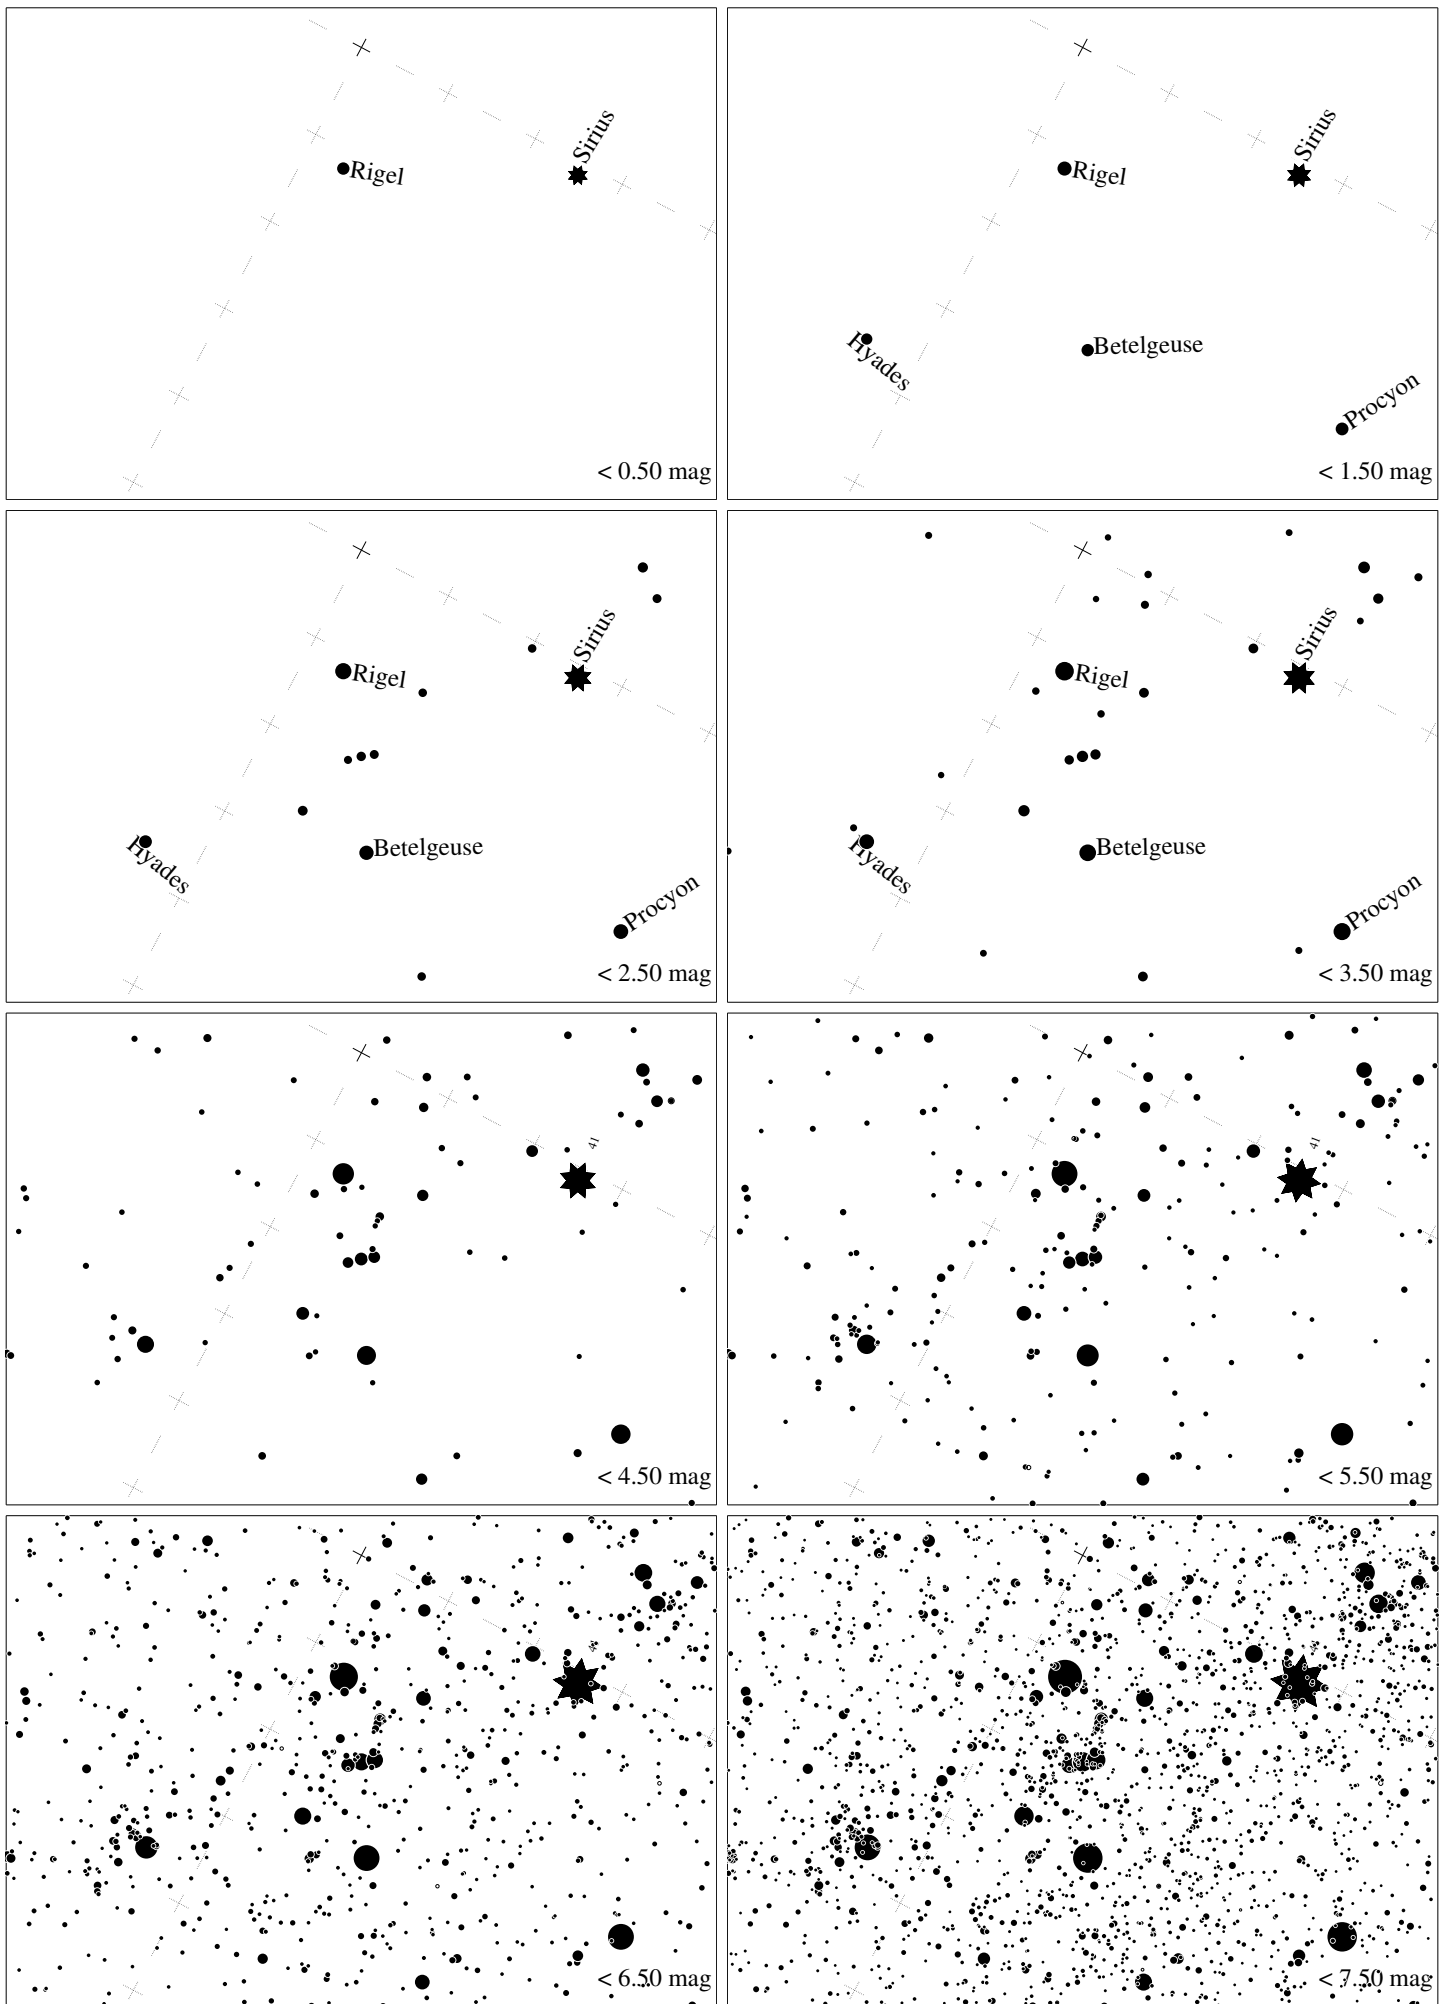 Sirius
Rigel
< 0.50 mag
Sirius
Rigel
Hyades
Betelgeuse
Procyon
< 1.50 mag
Sirius
Rigel
Hyades
Betelgeuse
Procyon
< 2.50 mag
Sirius
Rigel
Hyades
Betelgeuse
Procyon
< 3.50 mag
41
< 4.50 mag
41
< 5.50 mag
< 6.50 mag
< 7.50 mag